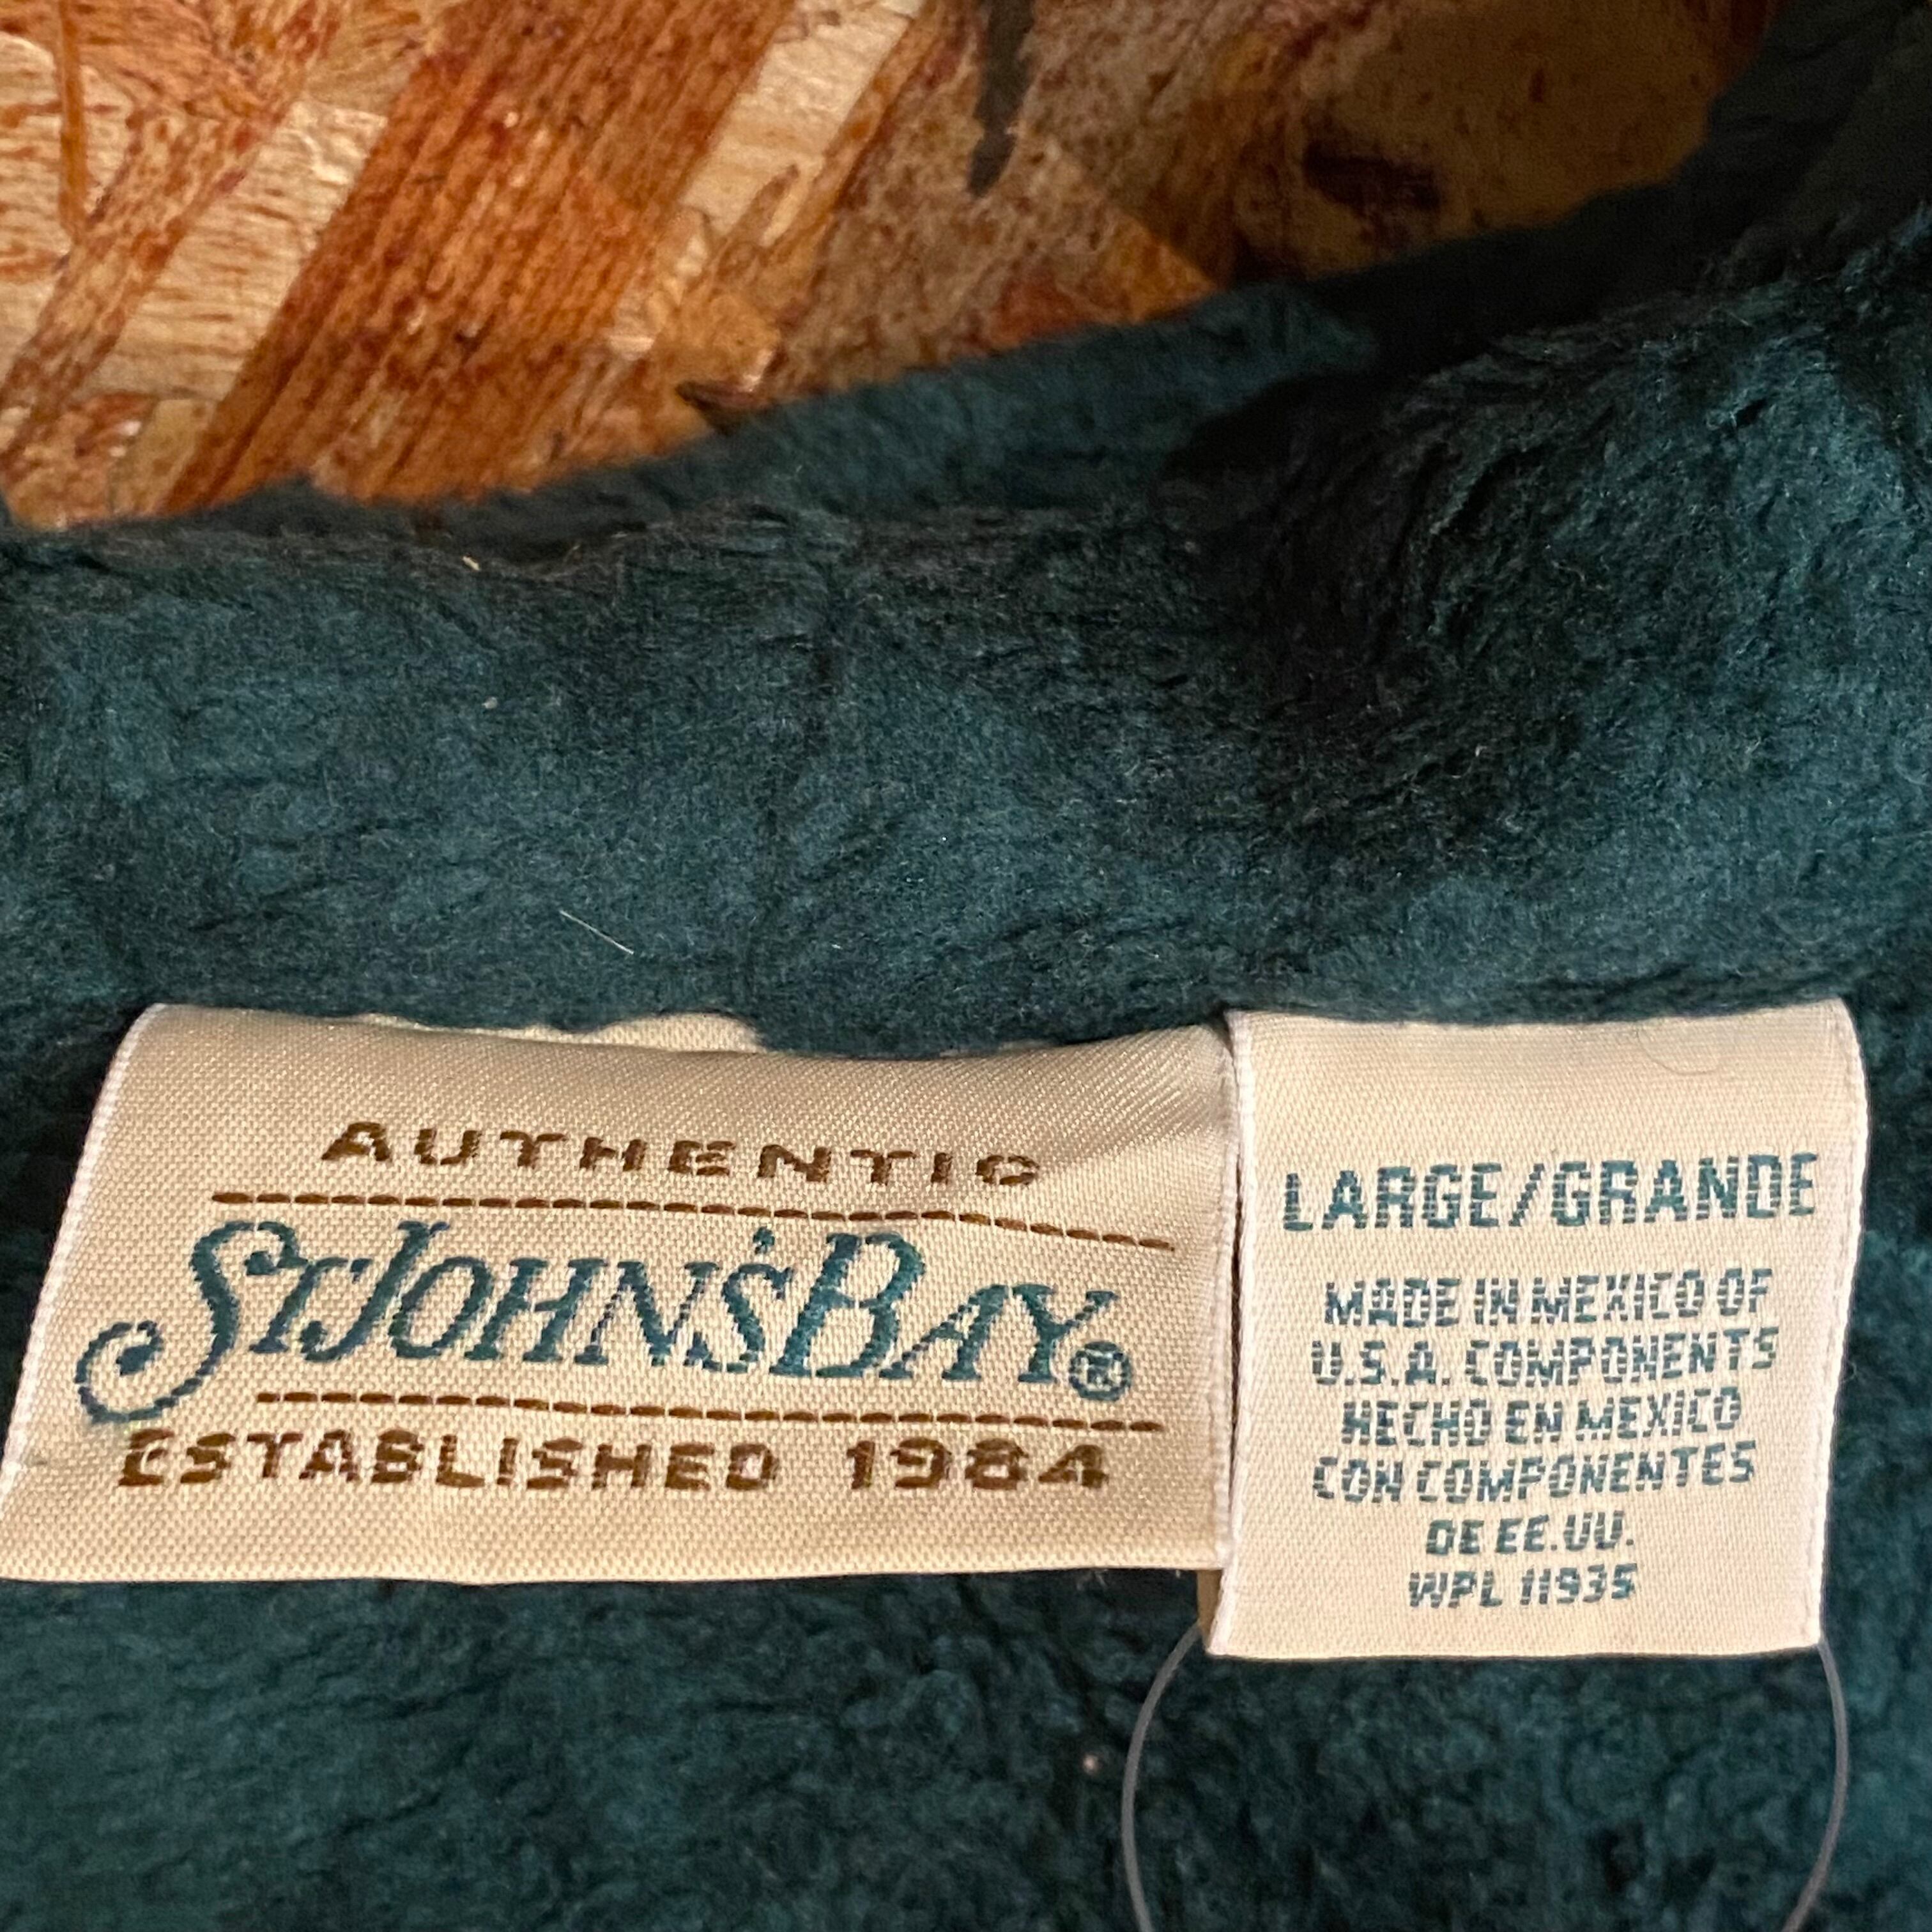 AUTHENTIC
ST. JOHN'S BAY®
ESTABLISHED 1984
LARGE/GRANDE
MADE IN MEXICO OF
U.S.A. COMPONENTS
HECHO EN MEXICO
CON COMPONENTES
DE EE.UU.
WPL 11935